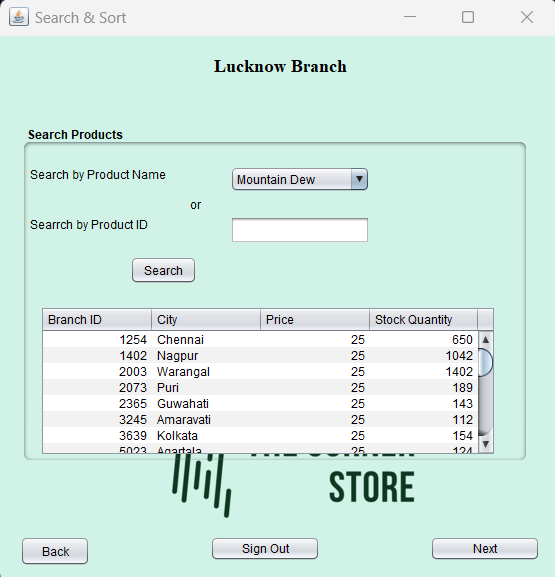 Search & Sort
Lucknow Branch
Search Products
Search by Product Name
Mountain Dew
or
Searrch by Product ID
Search
Branch ID City Price Stock Quantity
1254 Chennai 25 650
1402 Nagpur 25 1042
2003 Warangal 25 1402
2073 Puri 25 189
2365 Guwahati 25 143
3245 Amaravati 25 112
3639 Kolkata 25 154
5023 Agartala 25 124
THE CORNER
STORE
Back Sign Out Next